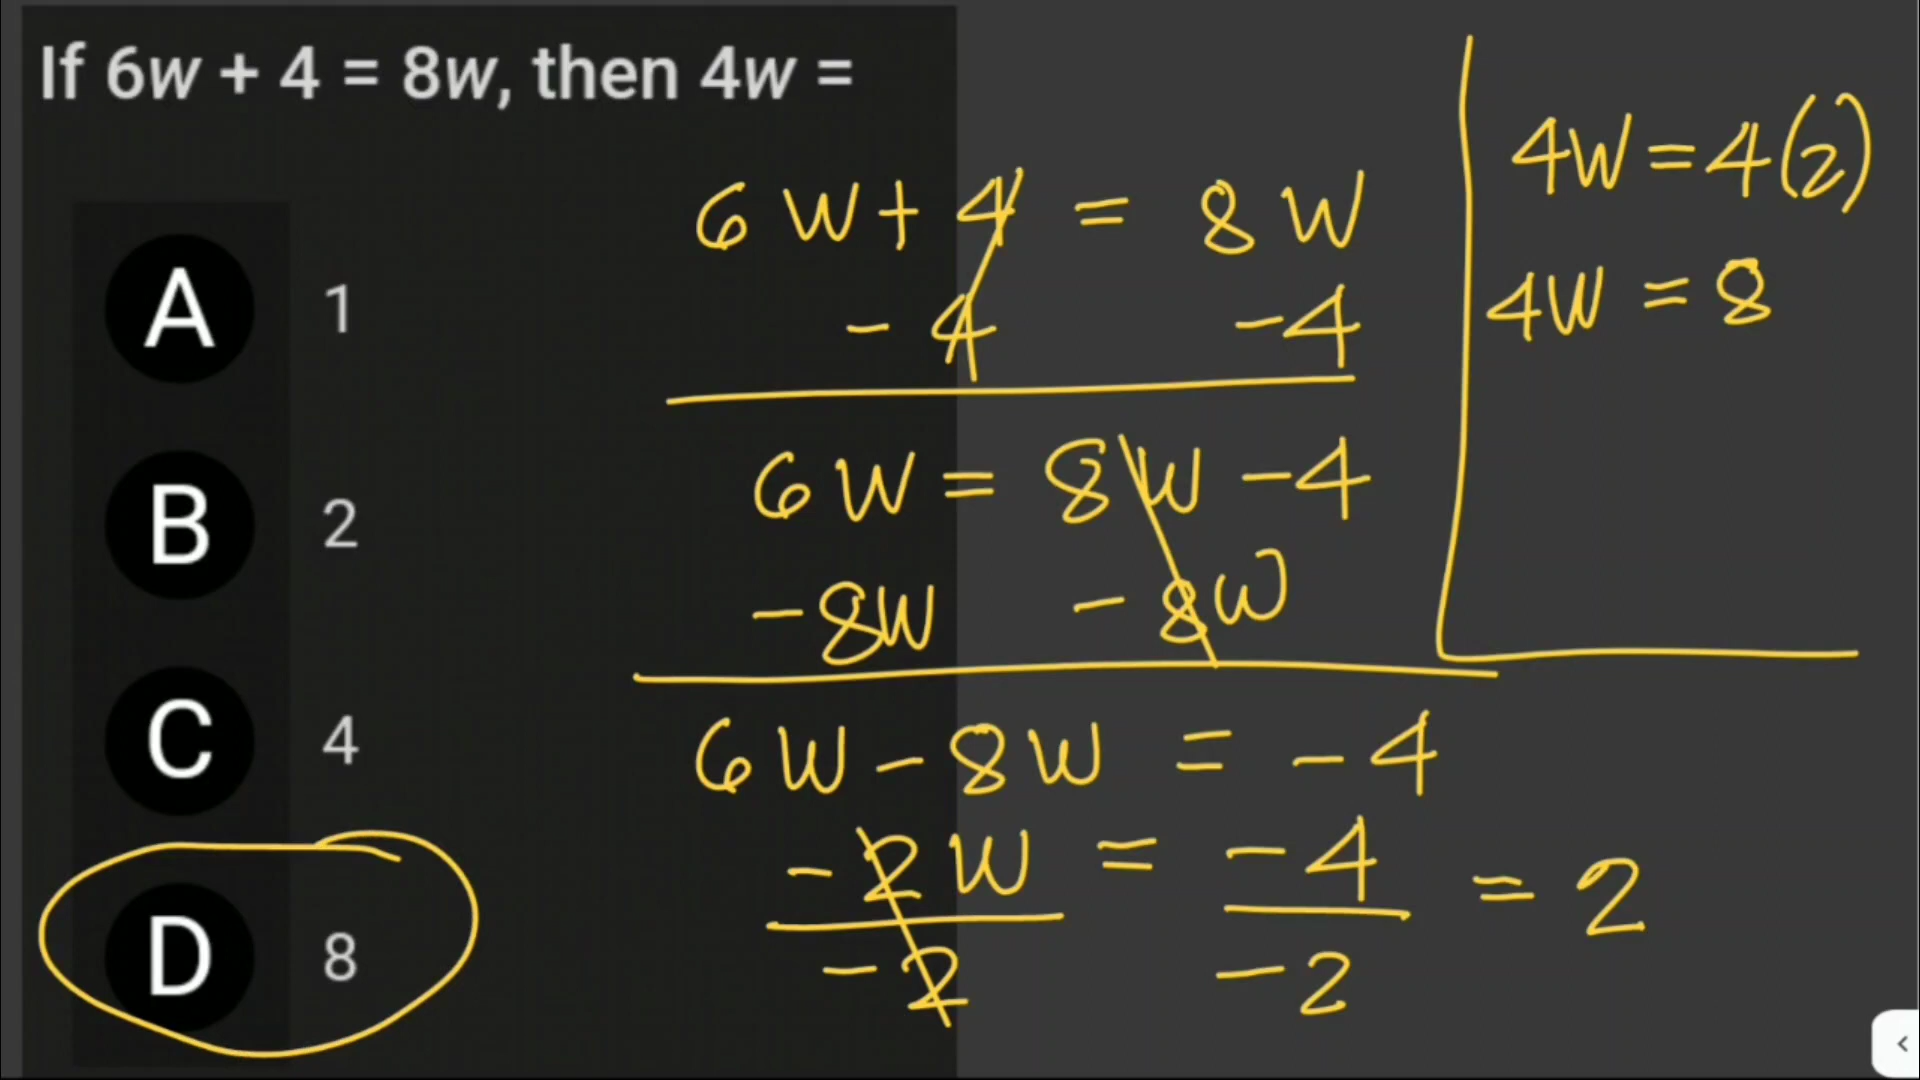 If 6w + 4 = 8w, then 4w =
A 1
B 2
C 4
D 8
6W + 4 = 8W
- 4 - 4
6W = 8W - 4
- 8W - 8W
6W - 8W = - 4
- 2W = - 4 = 2
- 2 - 2
4W = 4(2)
4W = 8
<